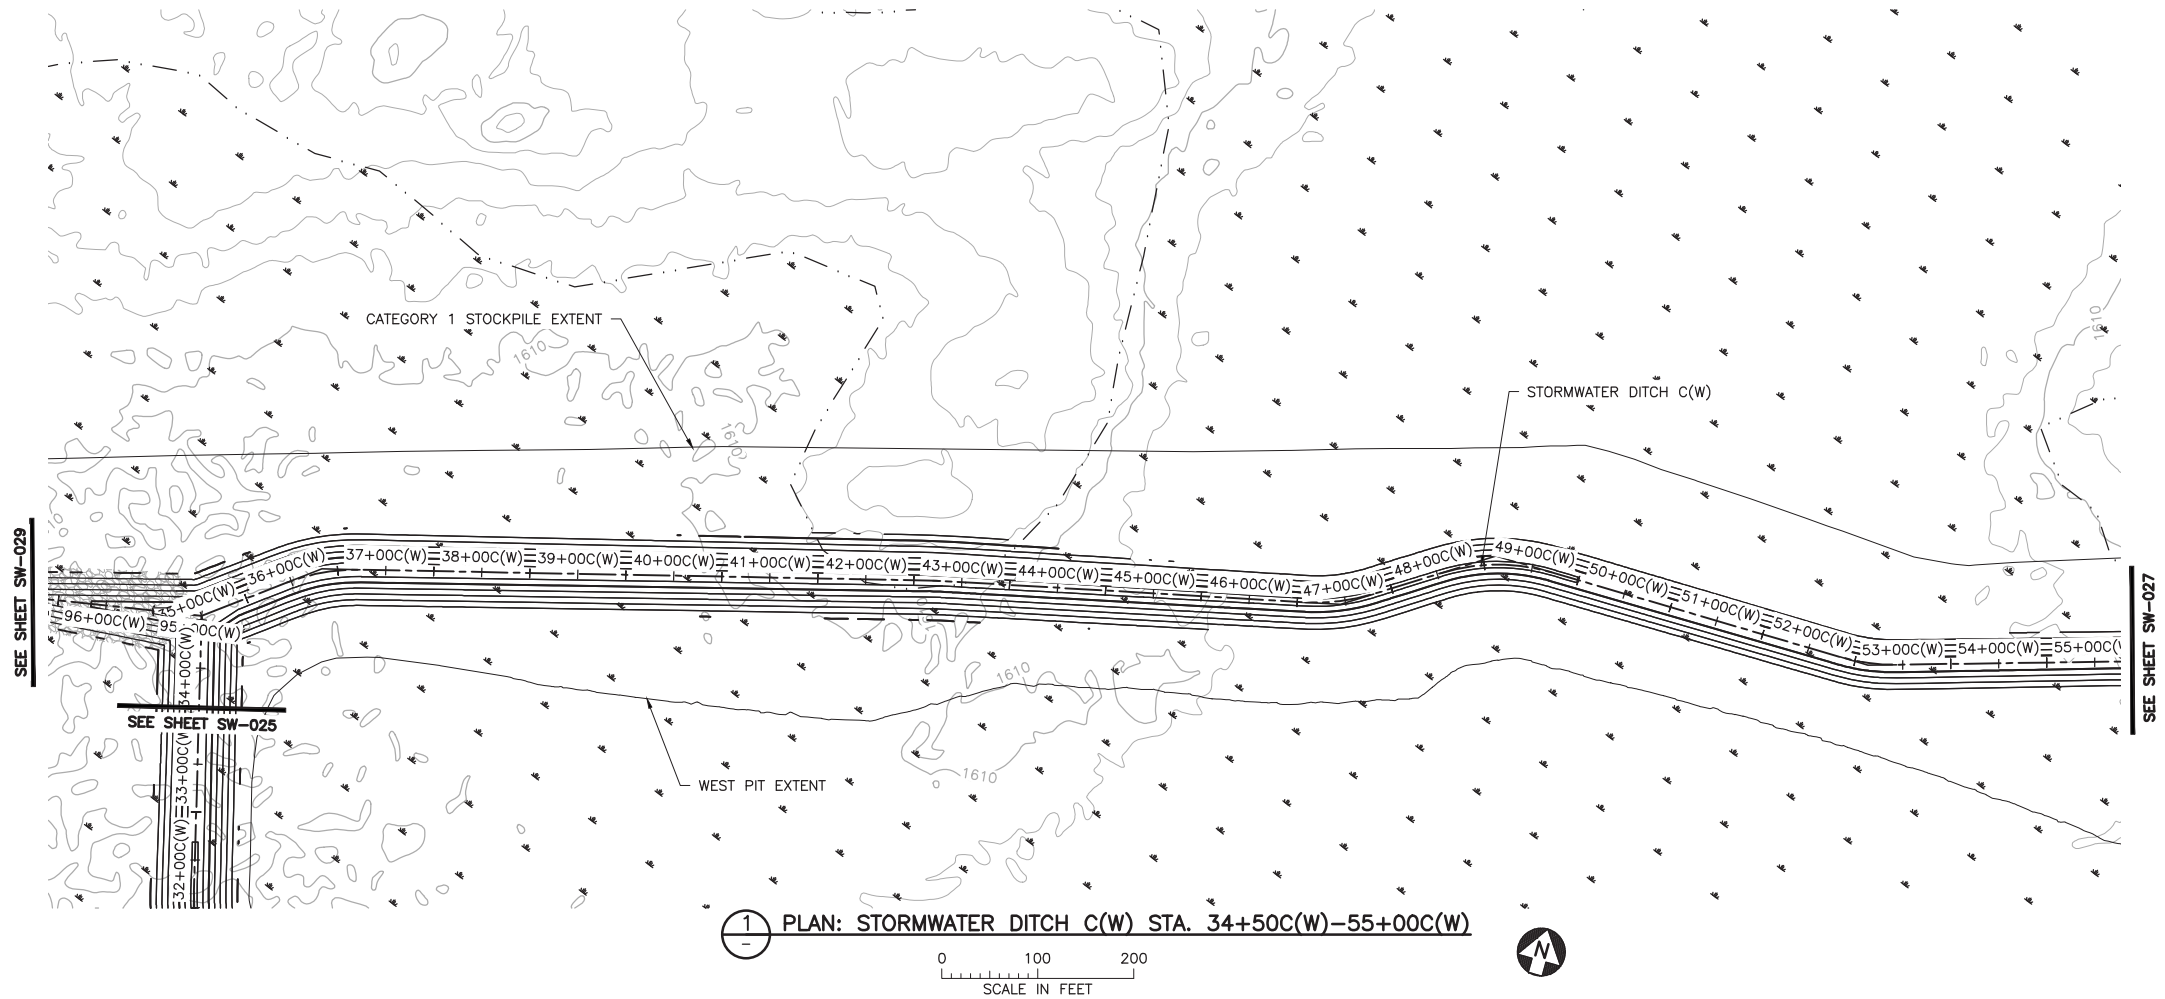 CATEGORY 1 STOCKPILE EXTENT
1610
1610
STORMWATER DITCH C(W)
1610
SEE SHEET SW-029
36+00C(W)
37+00C(W)
38+00C(W)
39+00C(W)
40+00C(W)
41+00C(W)
42+00C(W)
43+00C(W)
44+00C(W)
45+00C(W)
46+00C(W)
47+00C(W)
48+00C(W)
49+00C(W)
50+00C(W)
51+00C(W)
52+00C(W)
53+00C(W)
54+00C(W)
55+00C(W
SEE SHEET SW-027
35+00C(W)
96+00C(W)
95 00C(W)
34+00C(W)
SEE SHEET SW-025
33+00C(W
32+00C(W)
1610
1610
WEST PIT EXTENT
1
-
PLAN: STORMWATER DITCH C(W) STA. 34+50C(W)-55+00C(W)
0 100 200
SCALE IN FEET
N